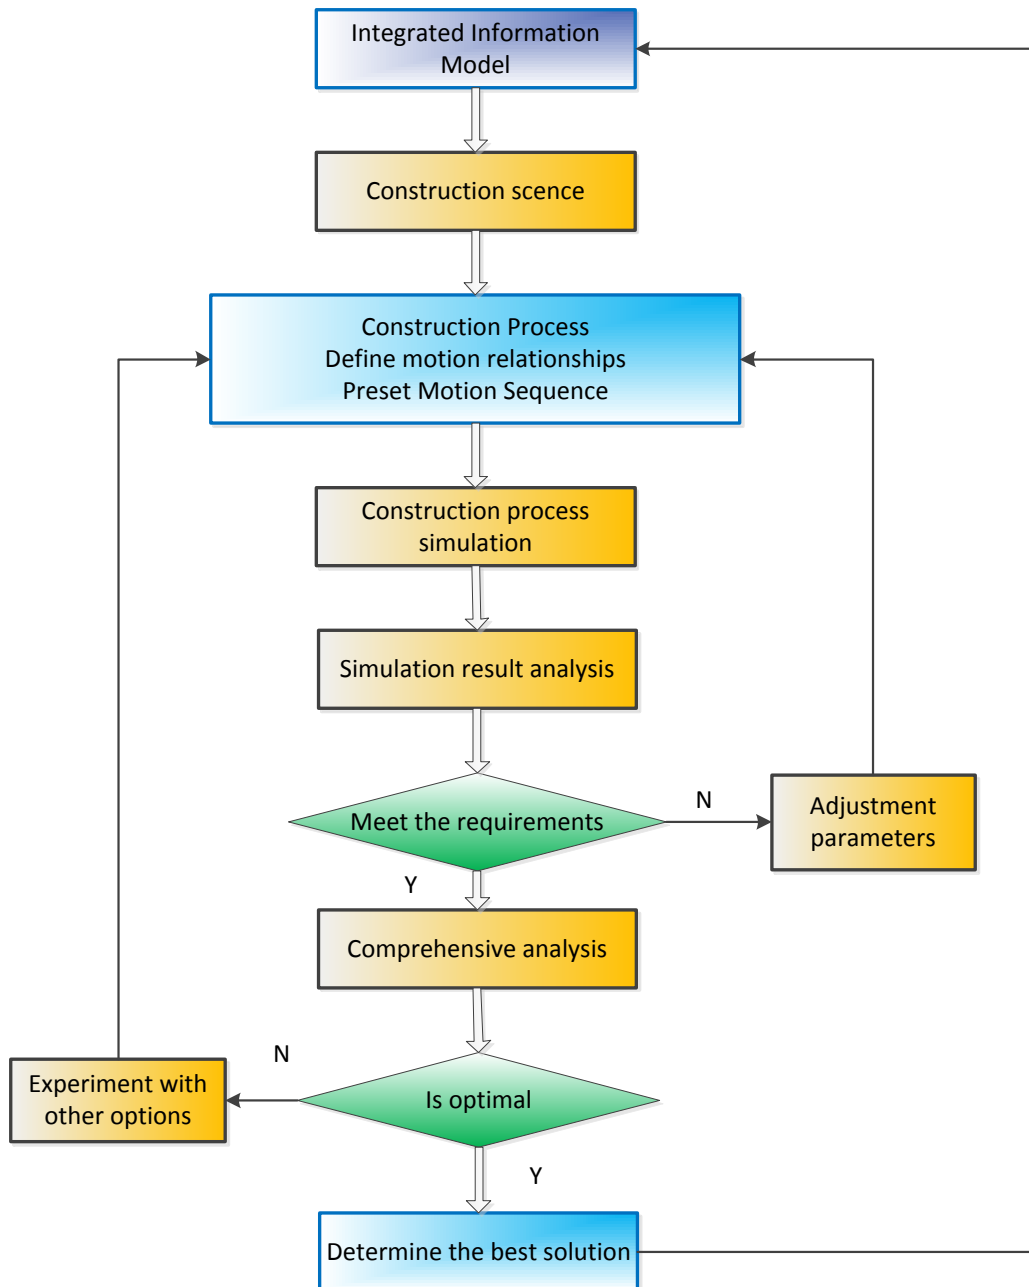 Integrated Information
Model
Construction scence
Construction Process
Define motion relationships
Preset Motion Sequence
Construction process
simulation
Simulation result analysis
Meet the requirements
N
Adjustment
parameters
Y
Comprehensive analysis
N
Experiment with
other options
Is optimal
Y
Determine the best solution